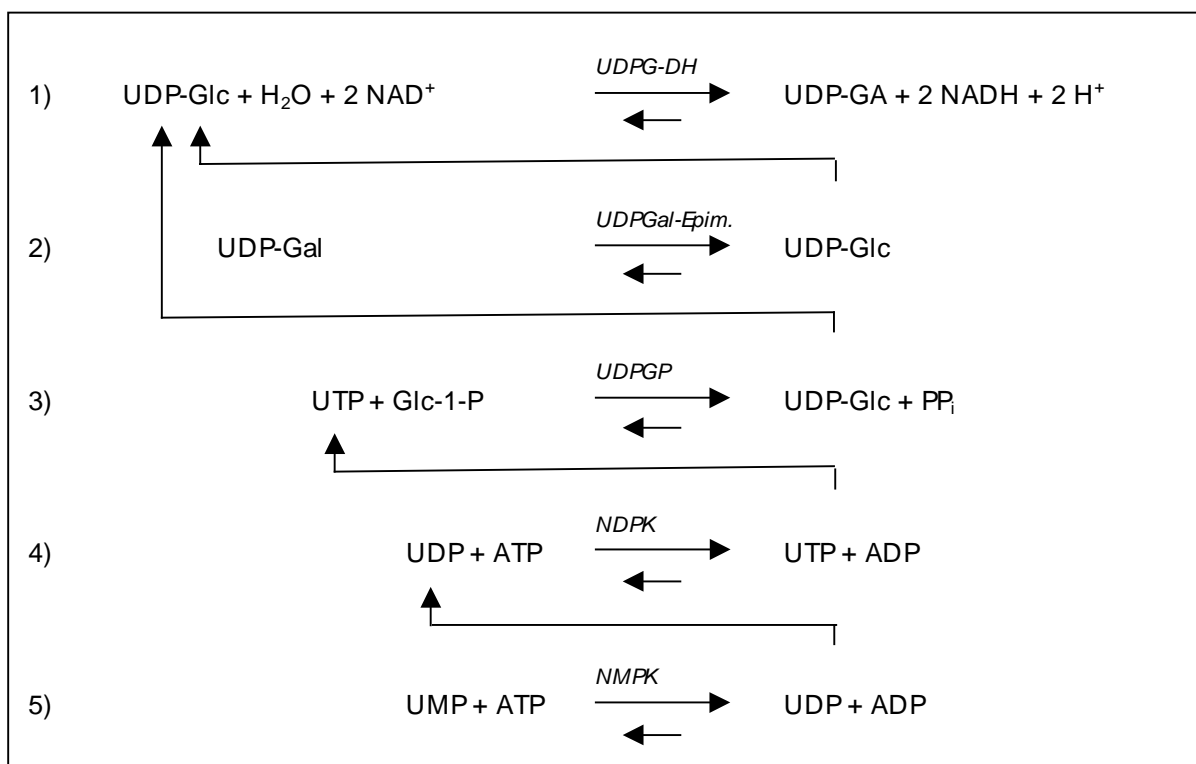 UDPG-DH
1) UDP-Glc + H₂O + 2 NAD⁺ UDP-GA + 2 NADH + 2 H⁺
UDPGal-Epim.
2) UDP-Gal UDP-Glc
UDPGP
3) UTP + Glc-1-P UDP-Glc + PPᵢ
NDPK
4) UDP + ATP UTP + ADP
NMPK
5) UMP + ATP UDP + ADP